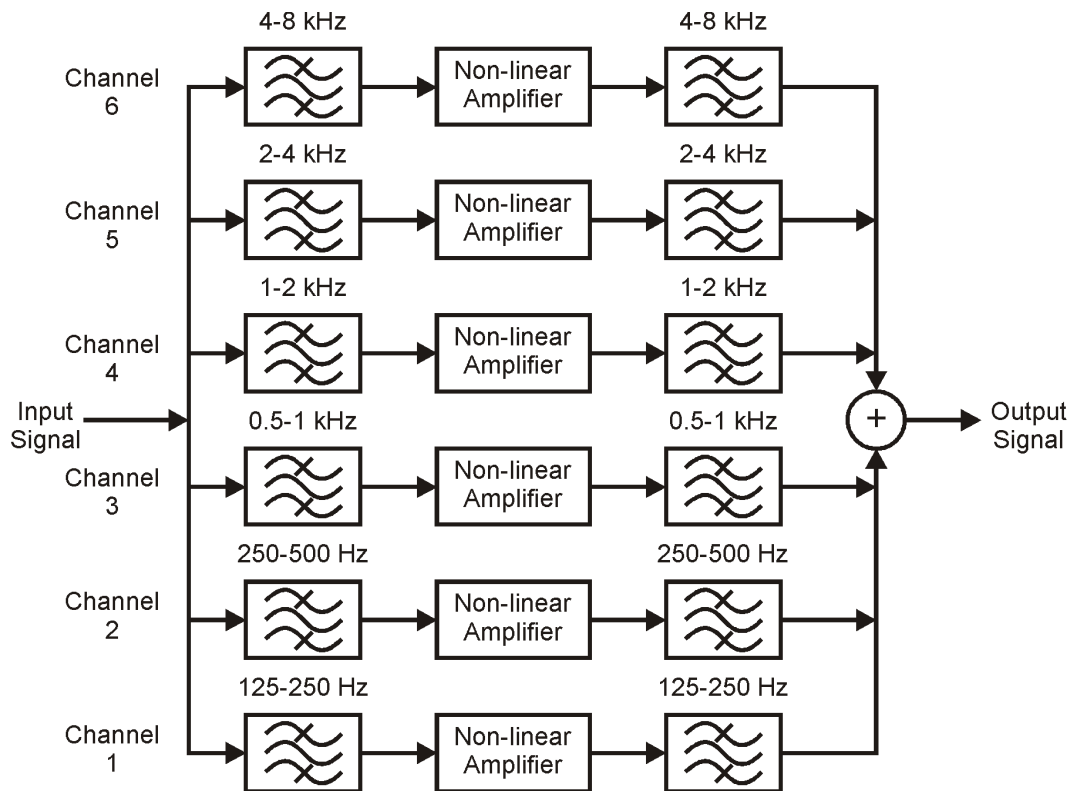 4-8 kHz
4-8 kHz
Channel
6
Non-linear
Amplifier
2-4 kHz
2-4 kHz
Channel
5
Non-linear
Amplifier
1-2 kHz
1-2 kHz
Channel
4
Non-linear
Amplifier
Input
Signal
0.5-1 kHz
0.5-1 kHz
+
Output
Signal
Channel
3
Non-linear
Amplifier
250-500 Hz
250-500 Hz
Channel
2
Non-linear
Amplifier
125-250 Hz
125-250 Hz
Channel
1
Non-linear
Amplifier